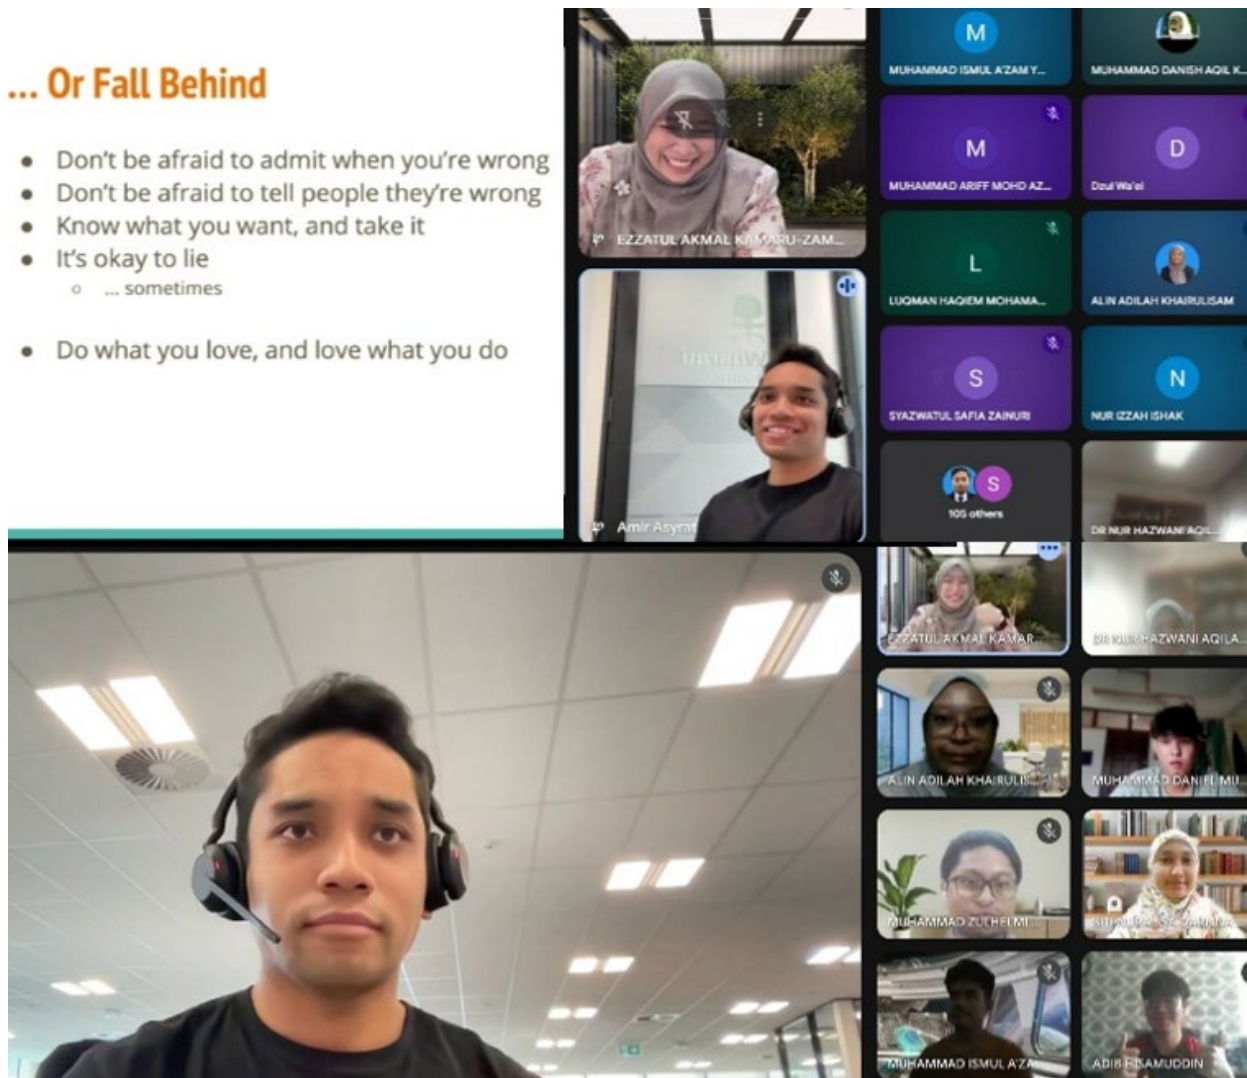 ... Or Fall Behind
● Don't be afraid to admit when you're wrong
● Don't be afraid to tell people they're wrong
● Know what you want, and take it
● It's okay to lie
○ ... sometimes
● Do what you love, and love what you do
EZZATUL AKMAL KAMARU-ZAM...
Amir Asyraf
M
MUHAMMAD ISMUL A'ZAM Y...
MUHAMMAD DANISH AQIL K...
M
MUHAMMAD ARIFF MOHD AZ...
D
Dzul Wa'ei
L
LUQMAN HAQIEM MOHAMA...
ALIN ADILAH KHAIRULISAM
S
SYAZWATUL SAFIA ZAINURI
N
NUR IZZAH ISHAK
S
105 others
DR NUR HAZWANI AQIL...
EZZATUL AKMAL KAMAR...
DR NUR HAZWANI AQILA...
ALIN ADILAH KHAIRULIS...
MUHAMMAD DANIEL MU...
MUHAMMAD ZULHELMI...
MUHAMMAD ISMUL A'ZA...
ADIB HISAMUDDIN